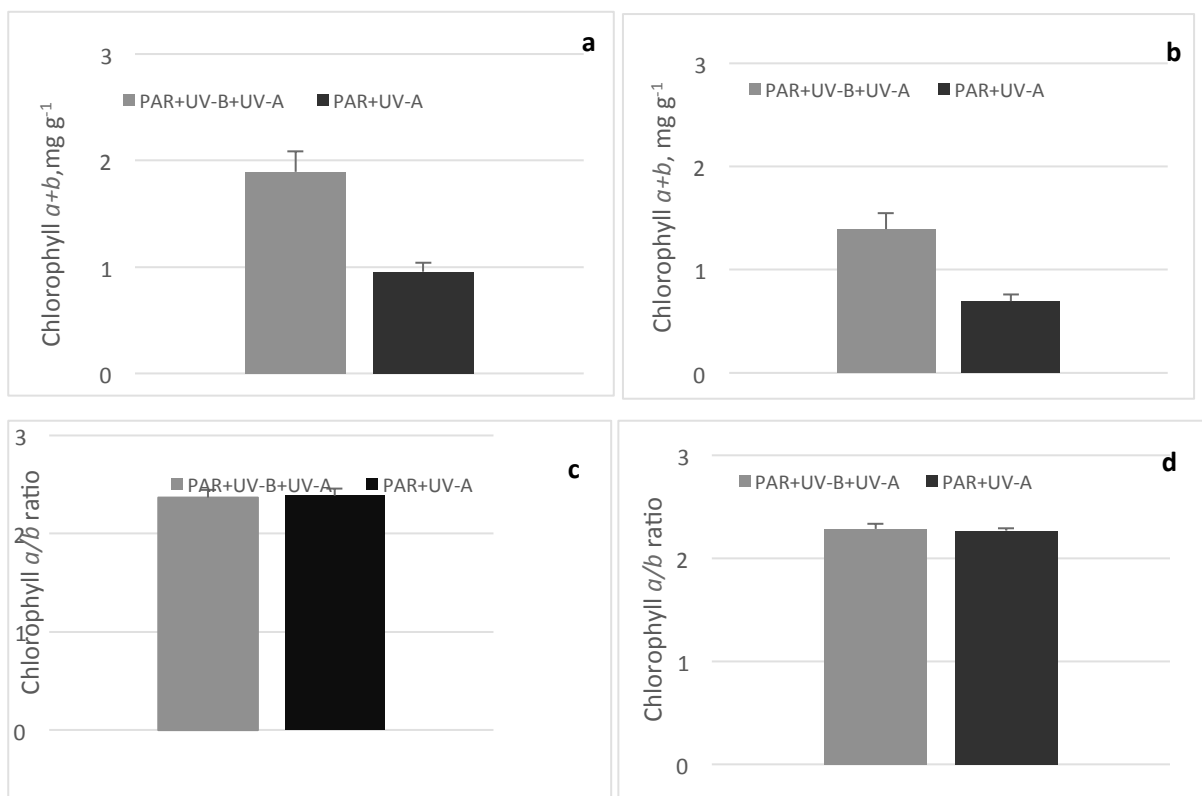 a
3
PAR+UV-B+UV-A PAR+UV-A
2
1
0
Chlorophyll a+b,mg g⁻¹
b
3
PAR+UV-B+UV-A PAR+UV-A
2
1
0
Chlorophyll a+b, mg g⁻¹
c
3
PAR+UV-B+UV-A PAR+UV-A
2
1
0
Chlorophyll a/b ratio
d
3
PAR+UV-B+UV-A PAR+UV-A
2
1
0
Chlorophyll a/b ratio